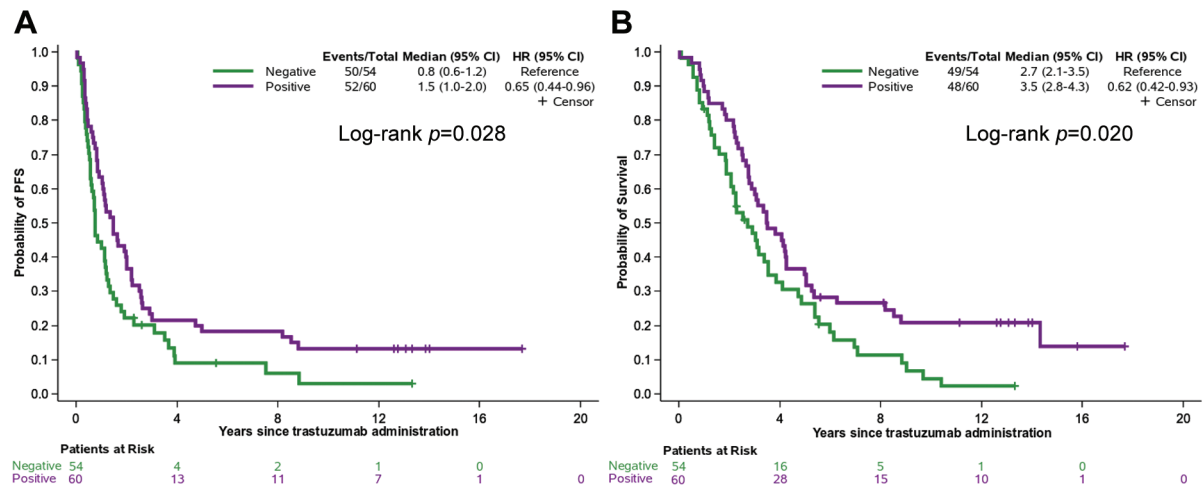 A
Events/Total Median (95% CI) HR (95% CI)
Negative 50/54 0.8 (0.6-1.2) Reference
Positive 52/60 1.5 (1.0-2.0) 0.65 (0.44-0.96)
+ Censor
Log-rank p=0.028
Probability of PFS
1.0
0.9
0.8
0.7
0.6
0.5
0.4
0.3
0.2
0.1
0.0
0 4 8 12 16 20
Years since trastuzumab administration
Patients at Risk
Negative 54 4 2 1 0
Positive 60 13 11 7 1 0
B
Events/Total Median (95% CI) HR (95% CI)
Negative 49/54 2.7 (2.1-3.5) Reference
Positive 48/60 3.5 (2.8-4.3) 0.62 (0.42-0.93)
+ Censor
Log-rank p=0.020
Probability of Survival
1.0
0.9
0.8
0.7
0.6
0.5
0.4
0.3
0.2
0.1
0.0
0 4 8 12 16 20
Years since trastuzumab administration
Patients at Risk
Negative 54 16 5 1 0
Positive 60 28 15 10 1 0